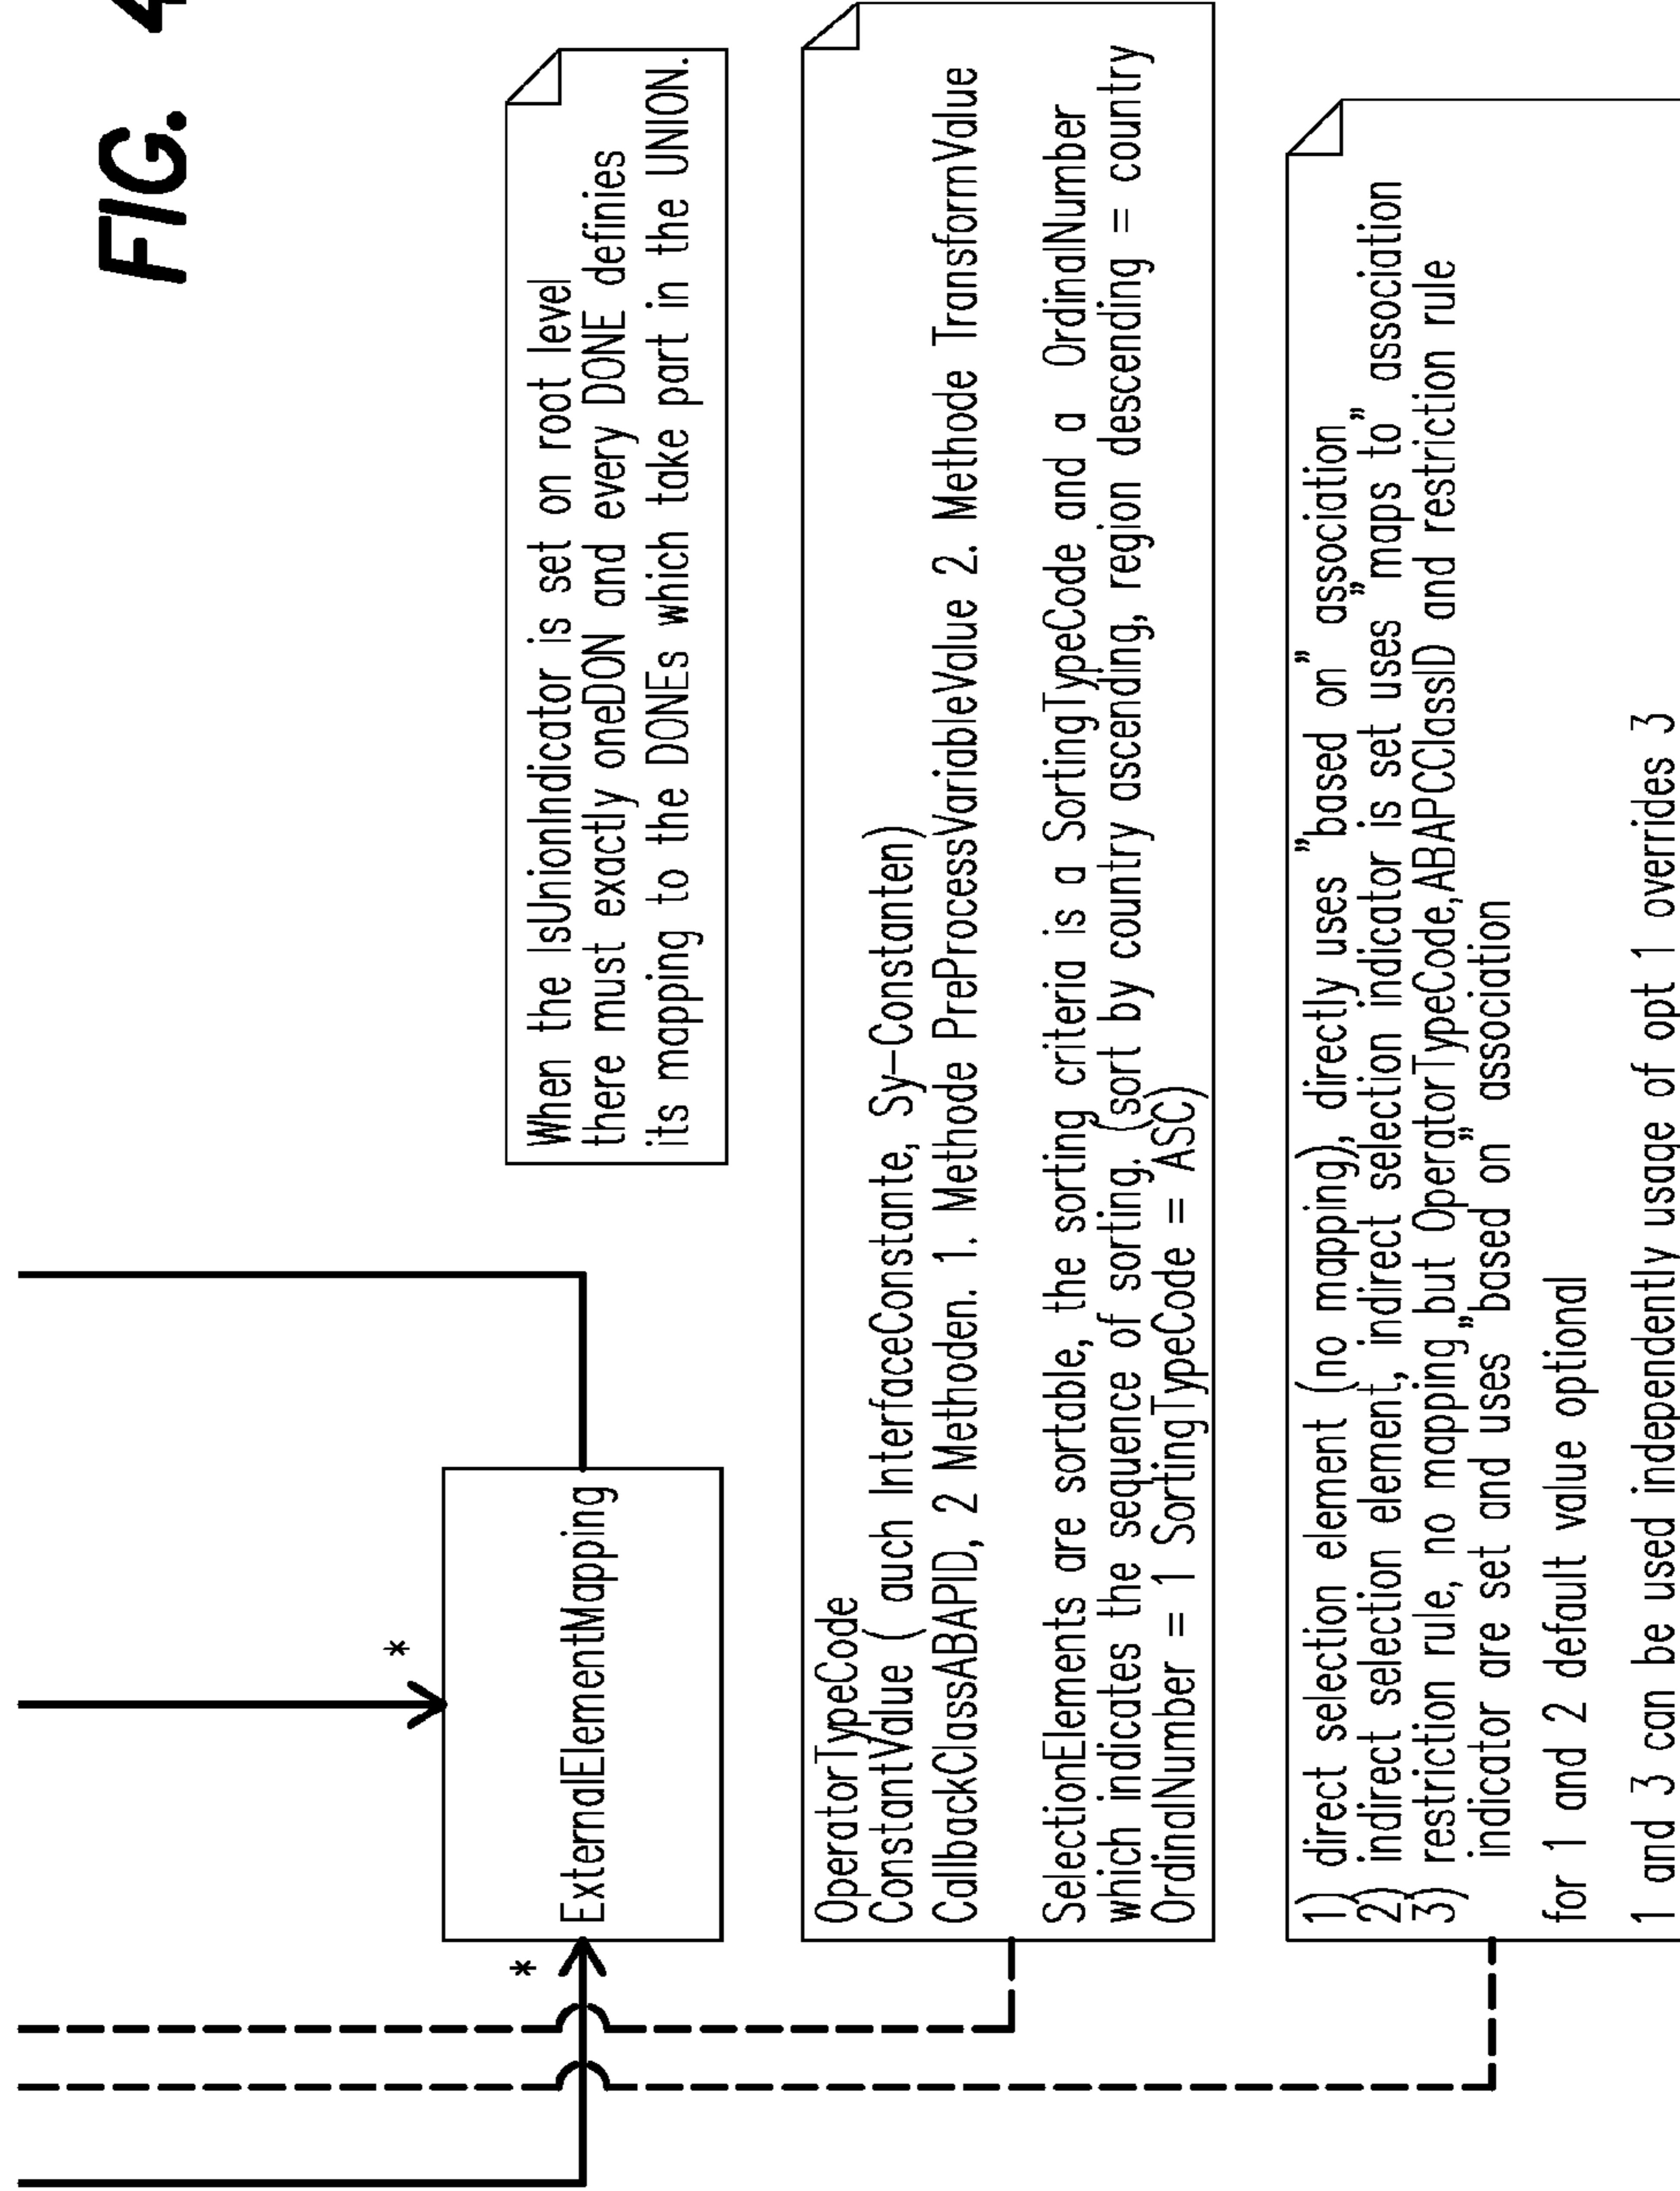 FIG. 4
When the IsUnionIndicator is set on root level
there must exactly oneDON and every DONE definies
its mapping to the DONEs which take part in the UNION.
*
*
ExternalElementMapping
OperatorTypeCode
ConstantValue ( auch InterfaceConstante, Sy-Constanten)
CallbackClassABAPID, 2 Methoden. 1. Methode PreProcessVariableValue 2. Methode TransformValue
SelectionElements are sortable, the sorting criteria is a SortingTypeCode and a OrdinalNumber
which indicates the sequence of sorting. (sort by country ascending, region descending = country
OrdinalNumber = 1 SortingTypeCode = ASC)
1) direct selection element (no mapping), directly uses "based on" association
2) indirect selection element, indirect selection indicator is set uses "maps to" association
3) restriction rule, no mapping but OperatorTypeCode,ABAPCClassID and restriction rule
indicator are set and uses "based on" association
for 1 and 2 default value optional
1 and 3 can be used independently usage of opt 1 overrides 3